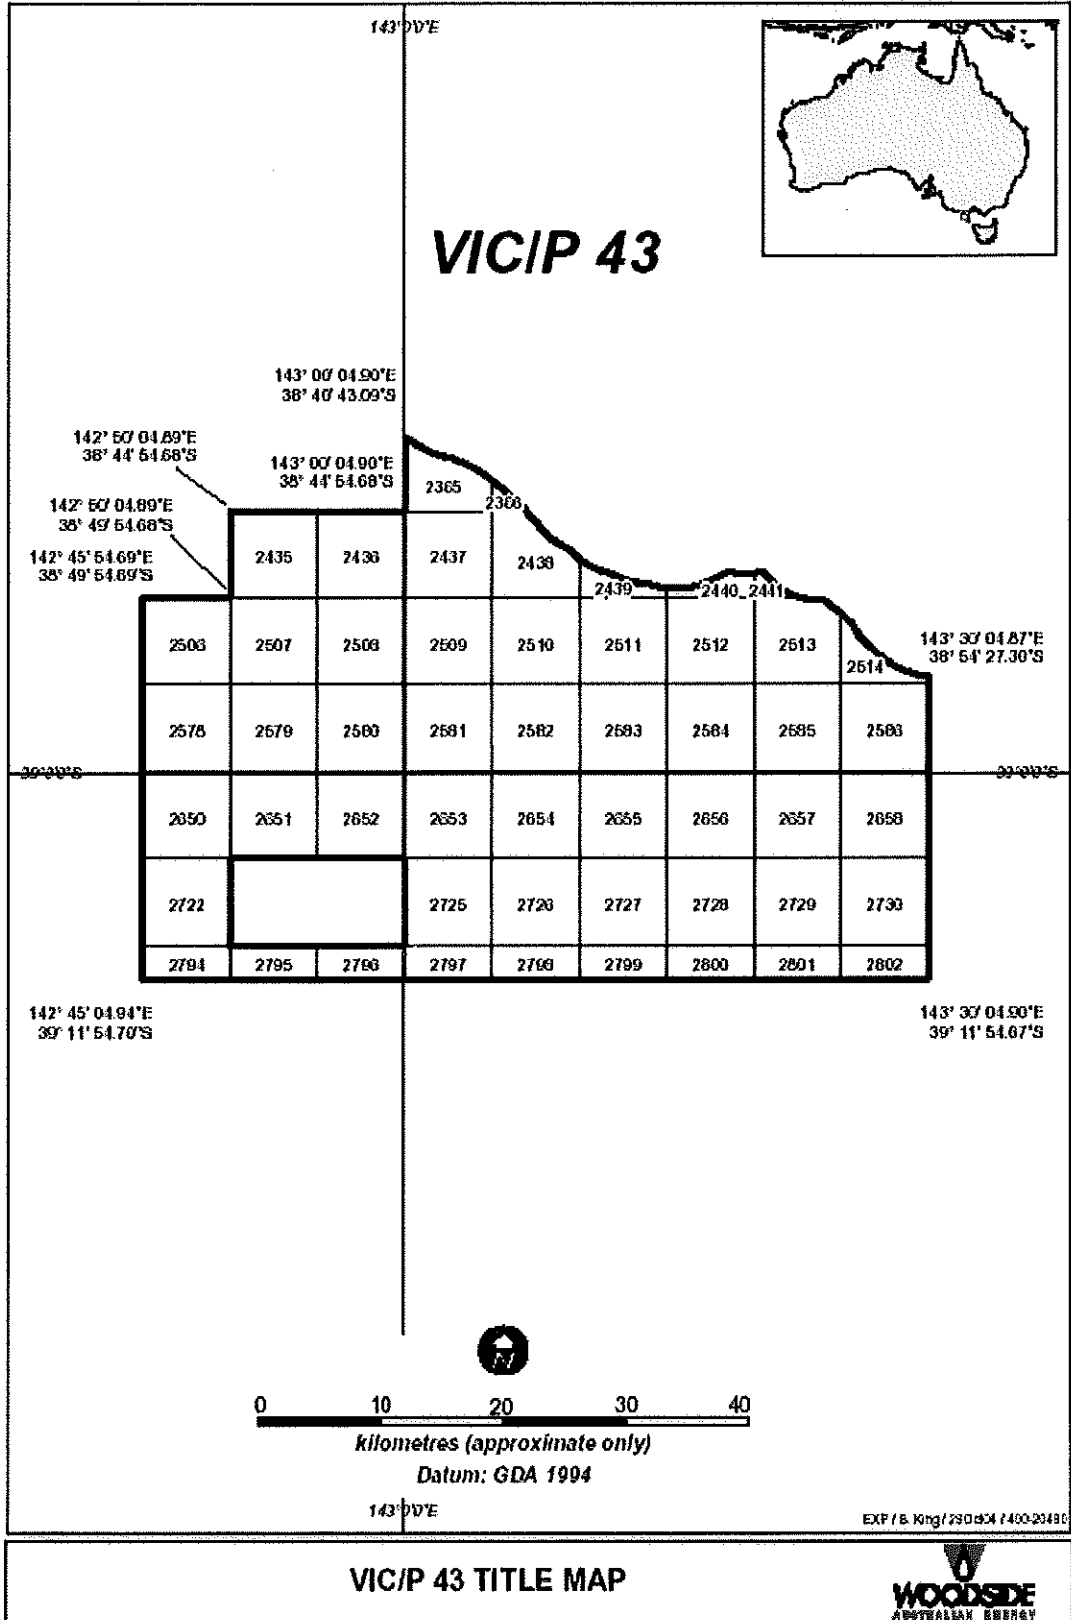 143°00'E
VIC/P 43
143° 00' 04.90"E
38° 40' 43.09"S
142° 50' 04.89"E
38° 44' 54.68"S
143° 00' 04.90"E
38° 44' 54.68"S
142° 50' 04.89"E
38° 49' 54.68"S
142° 45' 54.69"E
38° 49' 54.69"S
2365
2366
2435 2436 2437 2438
2439 2440 2441
2506 2507 2508 2509 2510 2511 2512 2513
2514
143° 30' 04.87"E
38° 54' 27.30"S
2578 2579 2580 2581 2582 2583 2584 2585 2586
39°00'S 39°00'S
2650 2651 2652 2653 2654 2655 2656 2657 2658
2722 2725 2726 2727 2728 2729 2730
2794 2795 2796 2797 2798 2799 2800 2801 2802
142° 45' 04.94"E
39° 11' 54.70"S
143° 30' 04.90"E
39° 11' 54.67"S
N
0 10 20 30 40
kilometres (approximate only)
Datum: GDA 1994
143°00'E
EXP / B. King /
VIC/P 43 TITLE MAP
WOODSIDE
AUSTRALIAN ENERGY